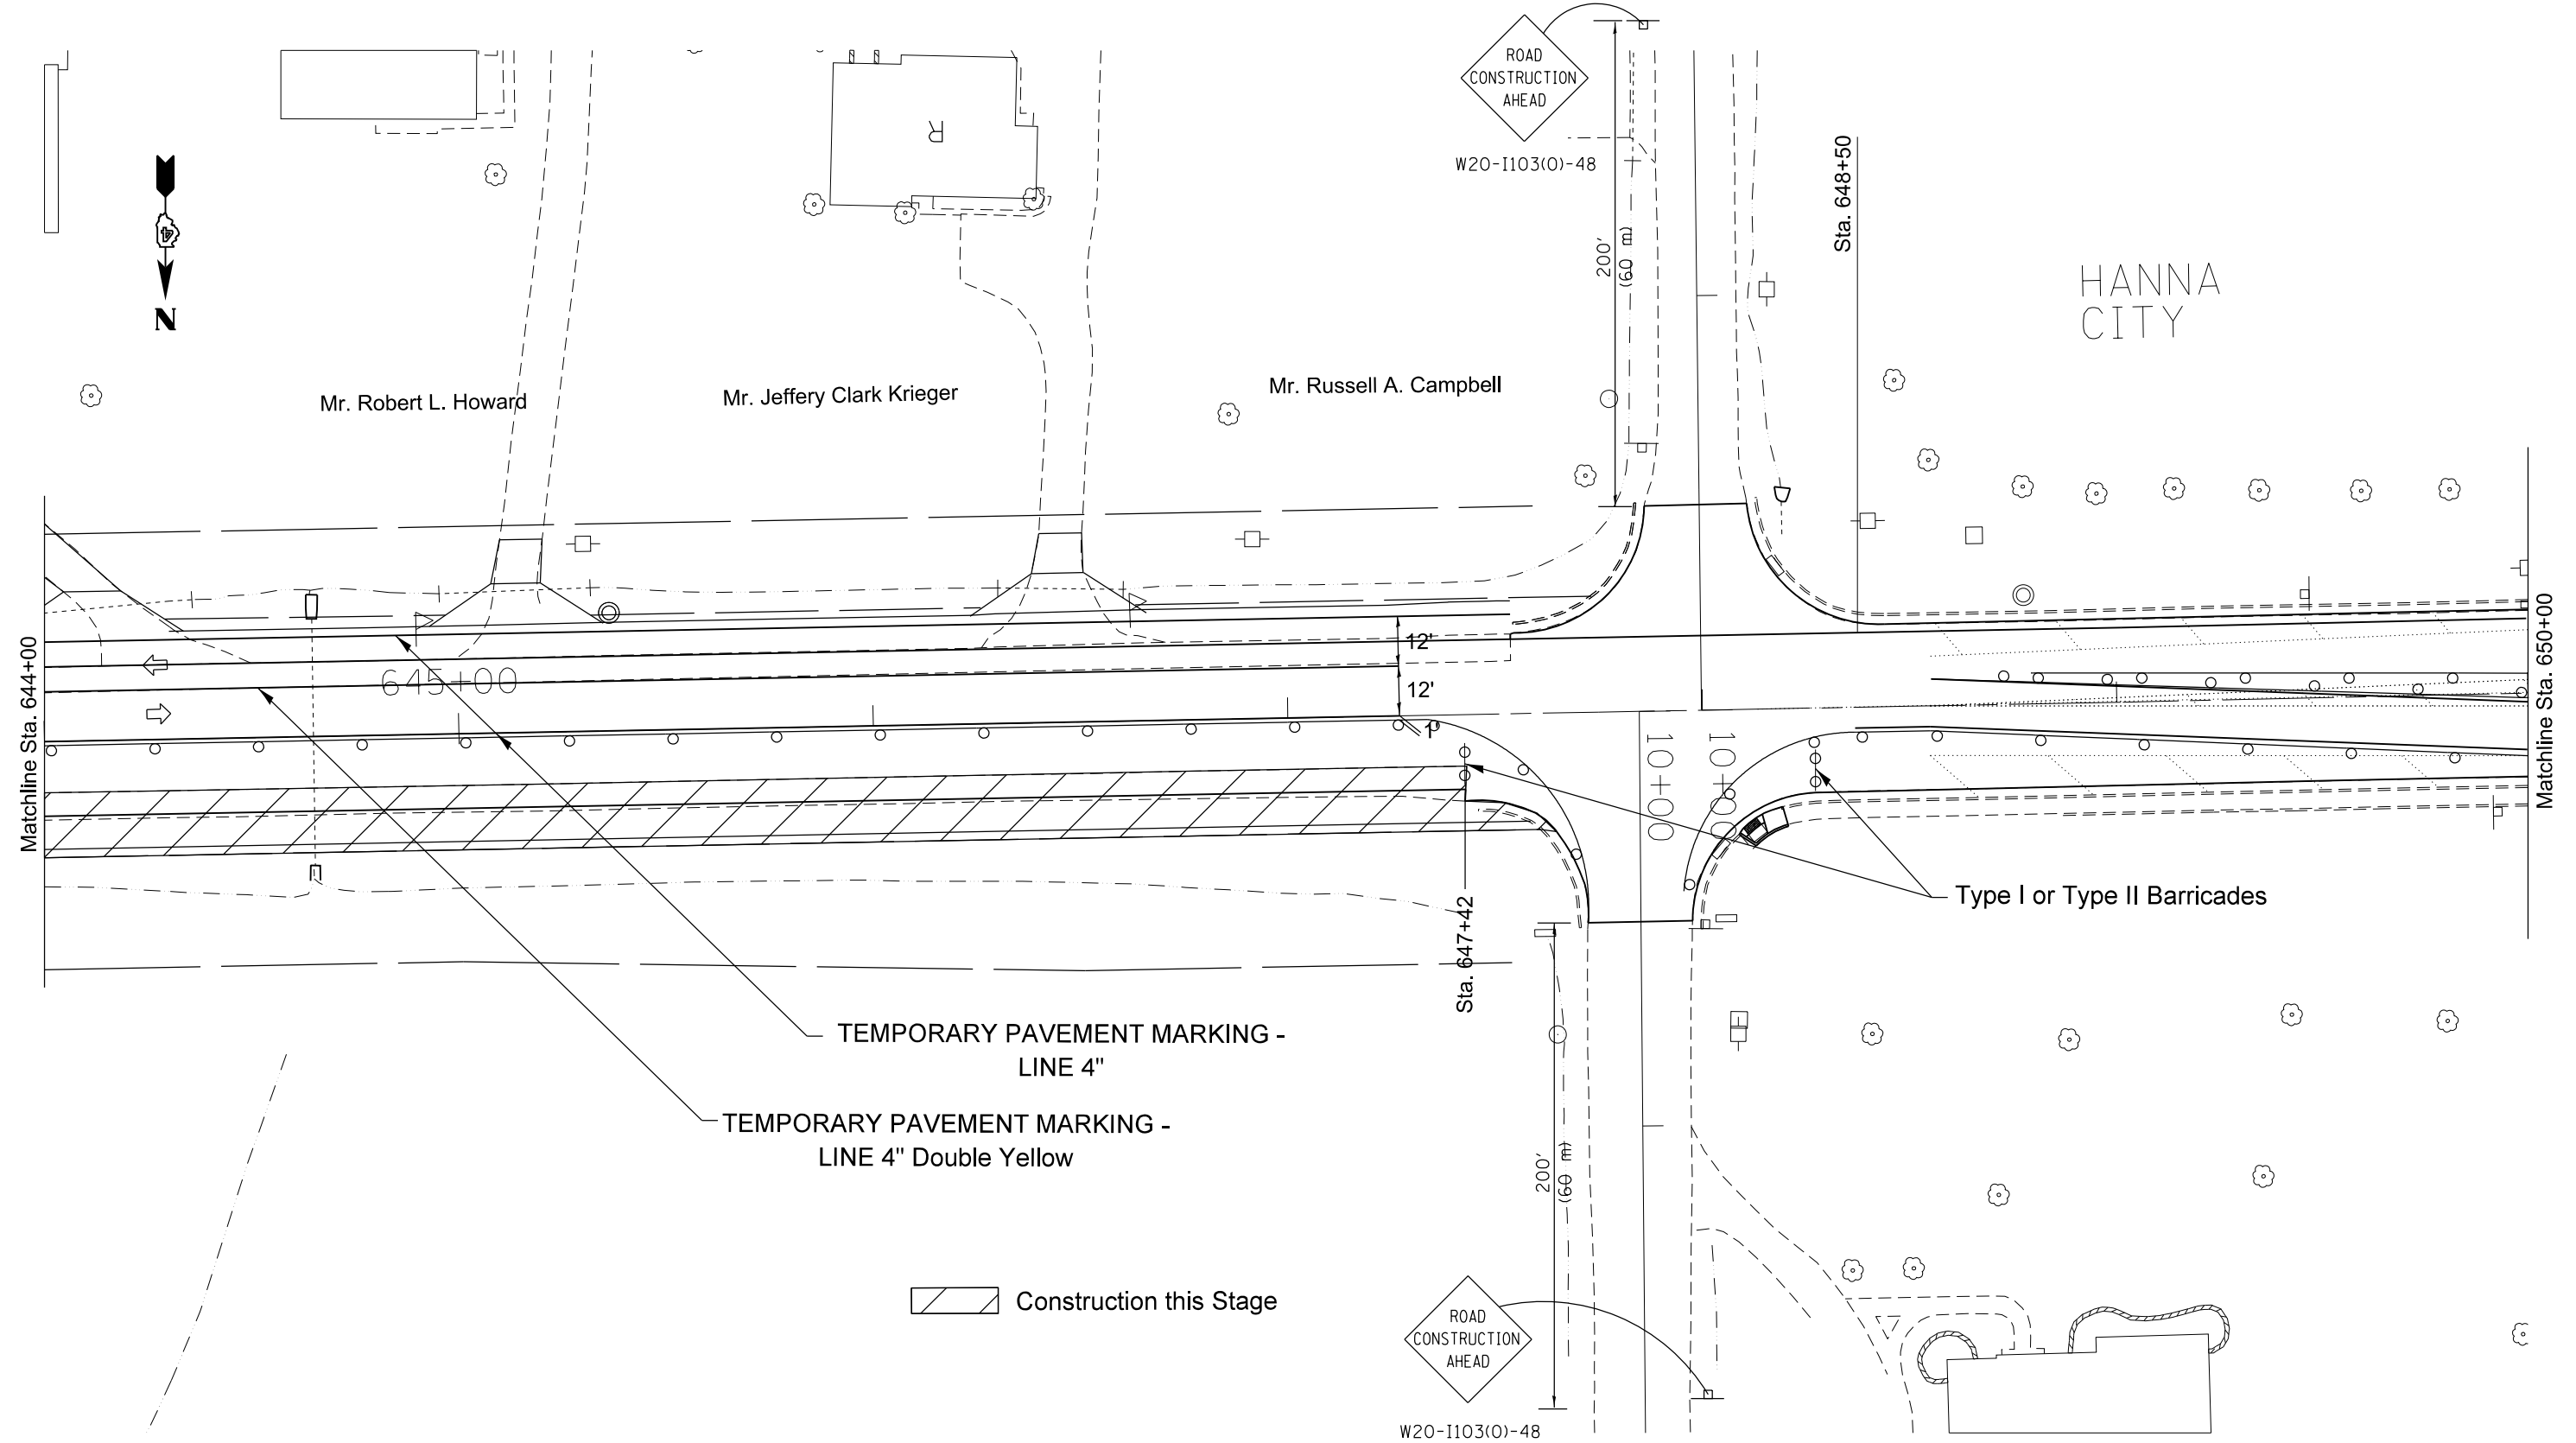 ROAD
CONSTRUCTION
AHEAD
W20-I103(O)-48
R
4
N
200'
(60 m)
Sta. 648+50
HANNA
CITY
Mr. Robert L. Howard
Mr. Jeffery Clark Krieger
Mr. Russell A. Campbell
Matchline Sta. 644+00
645+00
12'
12'
1'
10+00
10+00
Matchline Sta. 650+00
Type I or Type II Barricades
Sta. 647+42
TEMPORARY PAVEMENT MARKING -
LINE 4"
TEMPORARY PAVEMENT MARKING -
LINE 4" Double Yellow
200'
(60 m)
Construction this Stage
ROAD
CONSTRUCTION
AHEAD
W20-I103(O)-48